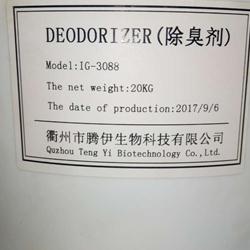 DEODORIZER(除臭剂)
Model:IG-3088
The net weight:20KG
The date of production:2017/9/6
衢州市腾伊生物科技有限公司
Quzhou Teng Yi Biotechnology Co.,Ltd.